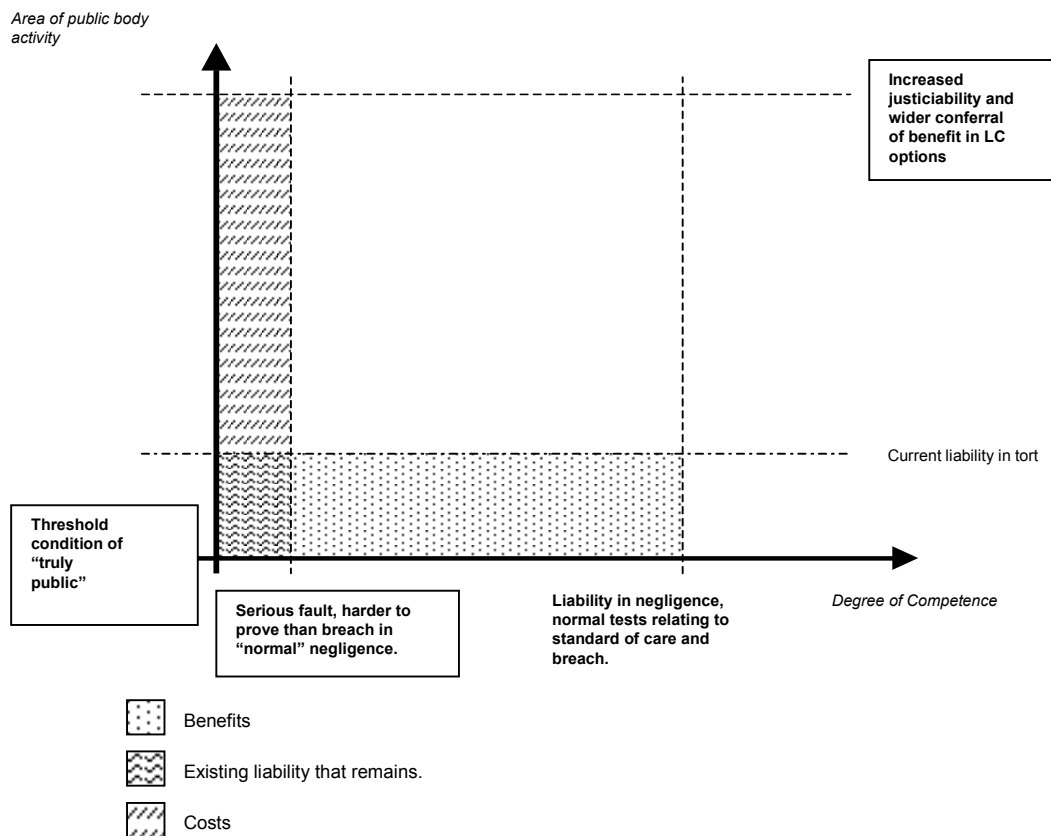 Area of public body
activity
Increased
justiciability and
wider conferral
of benefit in LC
options
Current liability in tort
Threshold
condition of
“truly
public”
Serious fault, harder to
prove than breach in
“normal” negligence.
Liability in negligence,
normal tests relating to
standard of care and
breach.
Degree of Competence
Benefits
Existing liability that remains.
Costs